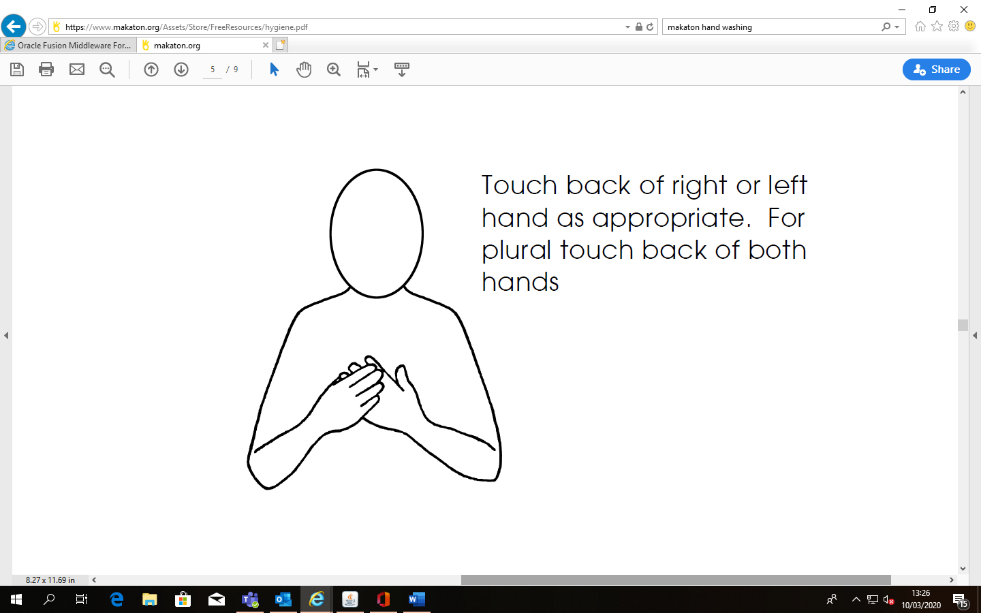 https://www.makaton.org/Assets/Store/FreeResources/hygiene.pdf
makaton hand washing
Oracle Fusion Middleware For...
makaton.org
5 / 9
Share
Touch back of right or left
hand as appropriate. For
plural touch back of both
hands
8.27 x 11.69 in
13:26
10/03/2020
15